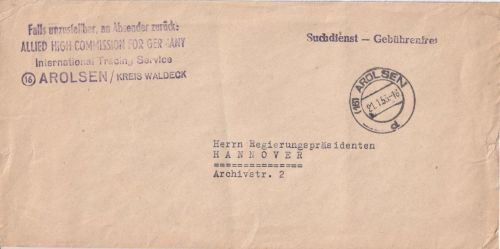 Falls unzustellbar, an Absender zurück:
ALLIED HIGH COMMISSION FOR GERMANY
International Tracing Service
(16) AROLSEN / KREIS WALDECK
Suchdienst — Gebührenfrei
(16) AROLSEN
d
Herrn Regierungspräsidenten
HANNOVER
Archivstr. 2